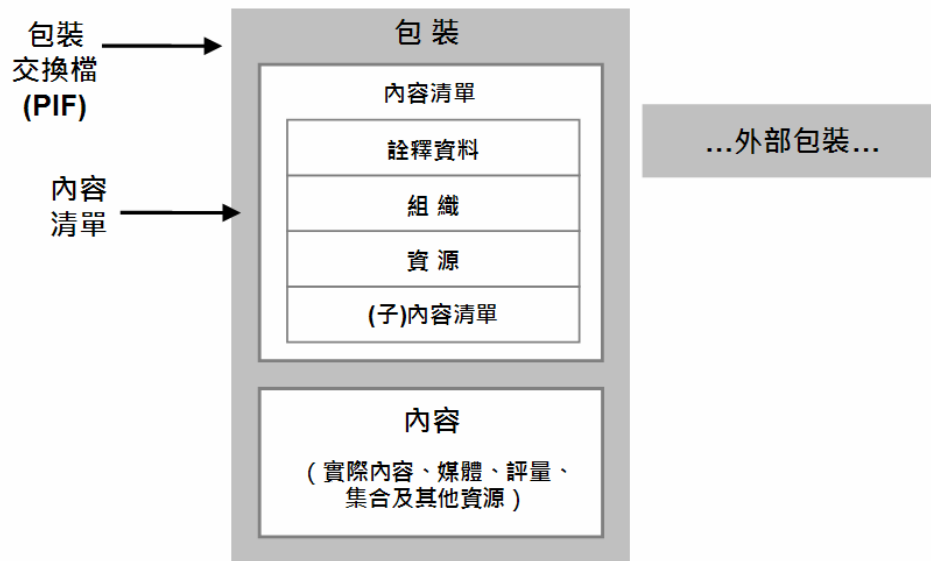 包裝
交換檔
(PIF)
內容
清單
包 裝
內容清單
詮釋資料
組 織
資 源
(子)內容清單
內容
（實際內容、媒體、評量、
集合及其他資源）
…外部包裝…